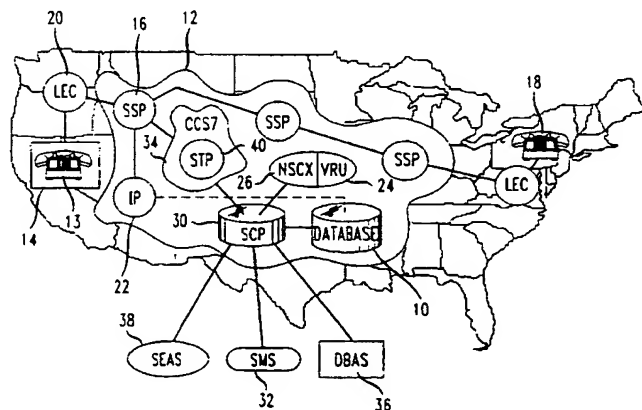 20
16
12
18
LEC
SSP
CCS7
SSP
34
STP
40
SSP
26
NSCX
VRU
24
LEC
IP
30
SCP
DATABASE
14
13
22
10
38
SEAS
SMS
DBAS
32
36